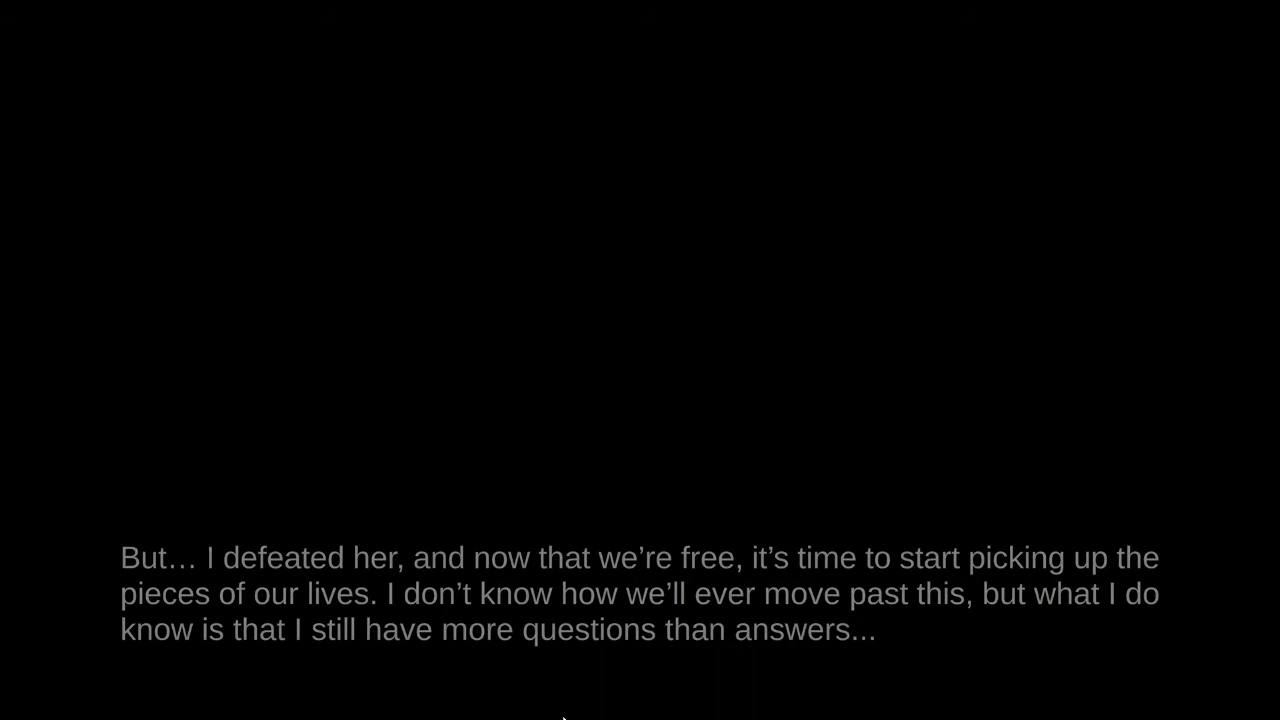 But… I defeated her, and now that we’re free, it’s time to start picking up the
pieces of our lives. I don’t know how we’ll ever move past this, but what I do
know is that I still have more questions than answers...